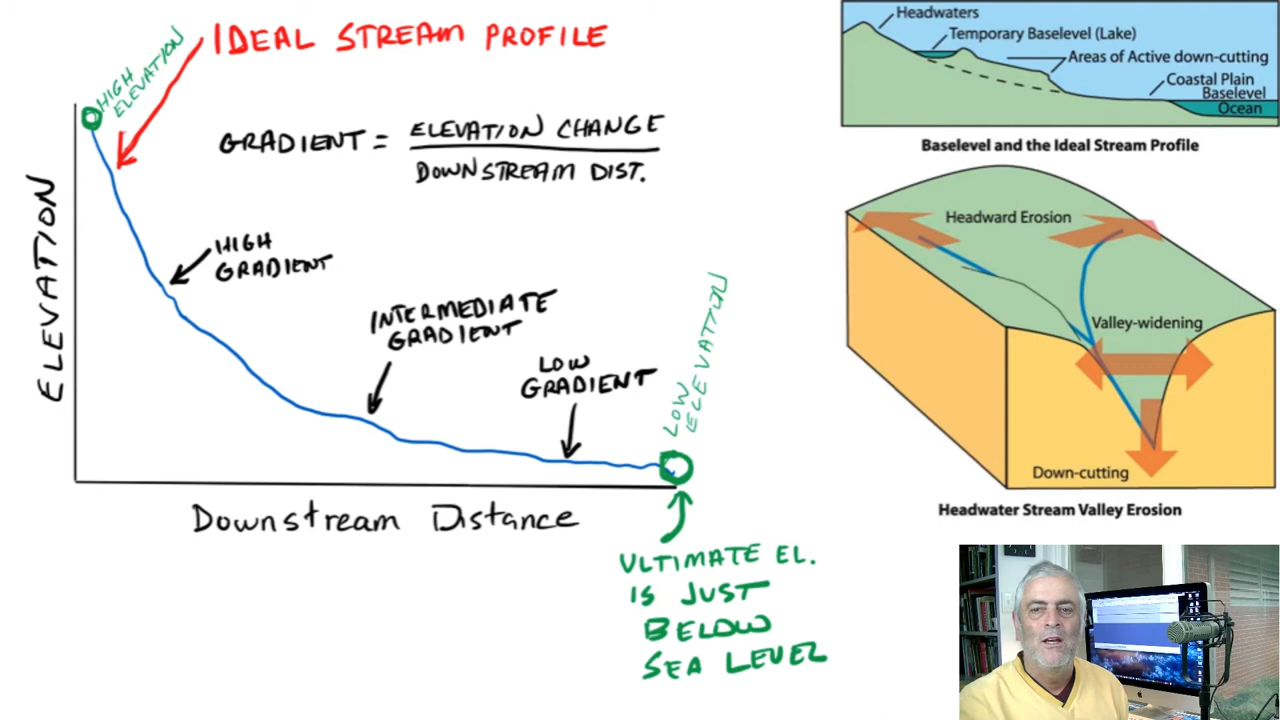 IDEAL STREAM PROFILE
HIGH
ELEVATION
GRADIENT = ELEVATION CHANGE
DOWNSTREAM DIST.
ELEVATION
HIGH
GRADIENT
INTERMEDIATE
GRADIENT
LOW
GRADIENT
LOW
ELEVATION
Downstream Distance
ULTIMATE EL.
IS JUST
BELOW
SEA LEVEL
Headwaters
Temporary Baselevel (Lake)
Areas of Active down-cutting
Coastal Plain
Baselevel
Ocean
Baselevel and the Ideal Stream Profile
Headward Erosion
Valley-widening
Down-cutting
Headwater Stream Valley Erosion